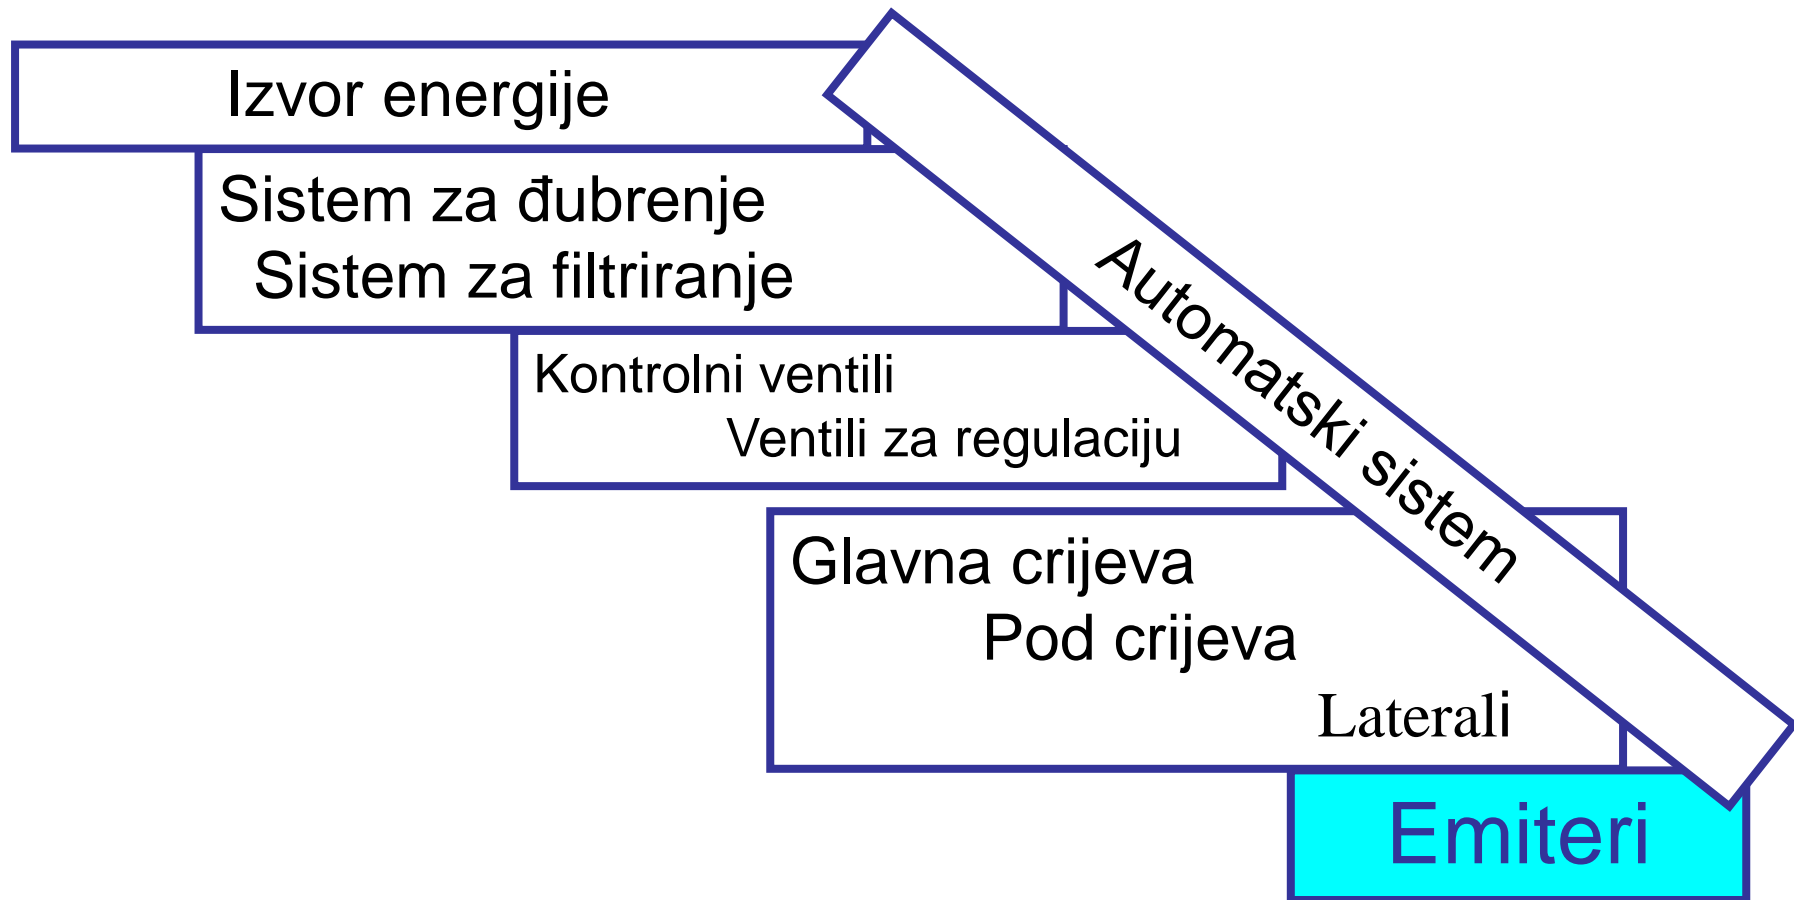 Izvor energije
Sistem za đubrenje
Sistem za filtriranje
Kontrolni ventili
Ventili za regulaciju
Automatski sistem
Glavna crijeva
Pod crijeva
Laterali
Emiteri